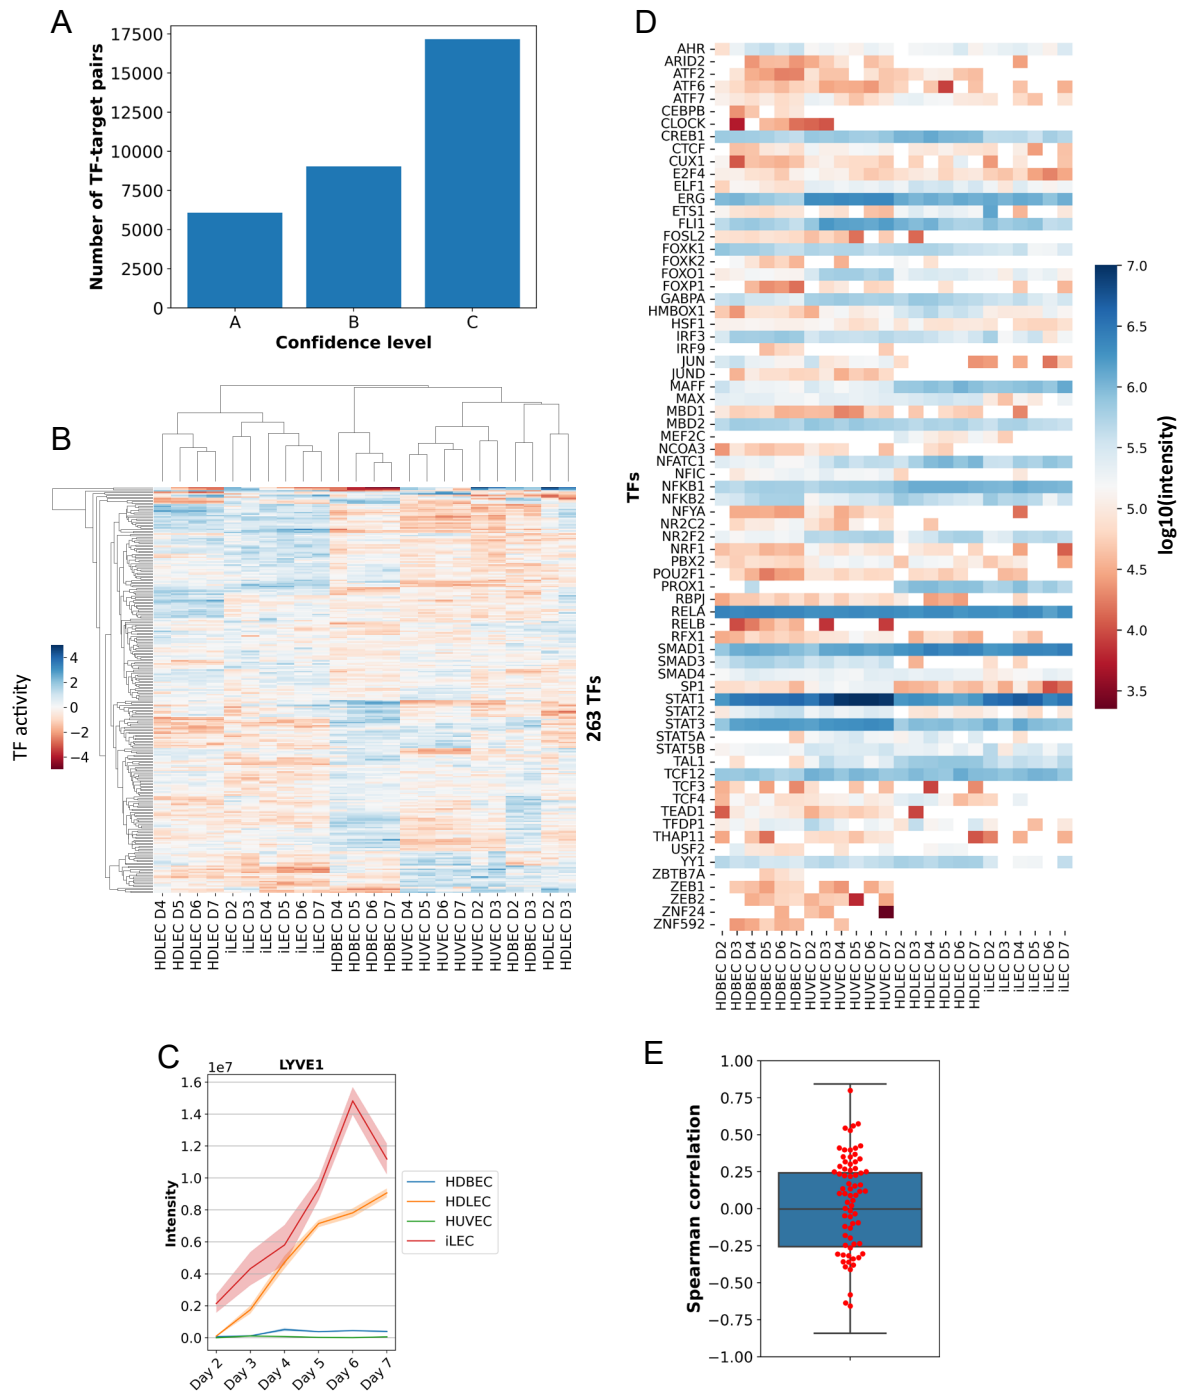 A
17500
15000
12500
10000
7500
5000
2500
0
Number of TF-target pairs
A
B
C
Confidence level
B
TF activity
4
2
0
−2
−4
263 TFs
HDLEC D4
HDLEC D5
HDLEC D6
HDLEC D7
iLEC D2
iLEC D3
iLEC D4
iLEC D5
iLEC D6
iLEC D7
HDBEC D4
HDBEC D5
HDBEC D6
HDBEC D7
HUVEC D4
HUVEC D5
HUVEC D6
HUVEC D7
HUVEC D2
HUVEC D3
HDBEC D2
HDBEC D3
HDLEC D2
HDLEC D3
C
LYVE1
1e7
1.6
1.4
1.2
1.0
0.8
0.6
0.4
0.2
0.0
Intensity
Day 2
Day 3
Day 4
Day 5
Day 6
Day 7
HDBEC
HDLEC
HUVEC
iLEC
D
TFs
AHR
ARID2
ATF2
ATF6
ATF7
CEBPB
CLOCK
CREB1
CTCF
CUX1
E2F4
ELF1
ERG
ETS1
FLI1
FOSL2
FOXK1
FOXK2
FOXO1
FOXP1
GABPA
HMBOX1
HSF1
IRF3
IRF9
JUN
JUND
MAFF
MAX
MBD1
MBD2
MEF2C
NCOA3
NFATC1
NFIC
NFKB1
NFKB2
NFYA
NR2C2
NR2F2
NRF1
PBX2
POU2F1
PROX1
RBPJ
RELA
RELB
RFX1
SMAD1
SMAD3
SMAD4
SP1
STAT1
STAT2
STAT3
STAT5A
STAT5B
TAL1
TCF12
TCF3
TCF4
TEAD1
TFDP1
THAP11
USF2
YY1
ZBTB7A
ZEB1
ZEB2
ZNF24
ZNF592
HDBEC D2
HDBEC D3
HDBEC D4
HDBEC D5
HDBEC D6
HDBEC D7
HUVEC D2
HUVEC D3
HUVEC D4
HUVEC D5
HUVEC D6
HUVEC D7
HDLEC D2
HDLEC D3
HDLEC D4
HDLEC D5
HDLEC D6
HDLEC D7
iLEC D2
iLEC D3
iLEC D4
iLEC D5
iLEC D6
iLEC D7
7.0
6.5
6.0
5.5
5.0
4.5
4.0
3.5
log10(intensity)
E
1.00
0.75
0.50
0.25
0.00
−0.25
−0.50
−0.75
−1.00
Spearman correlation